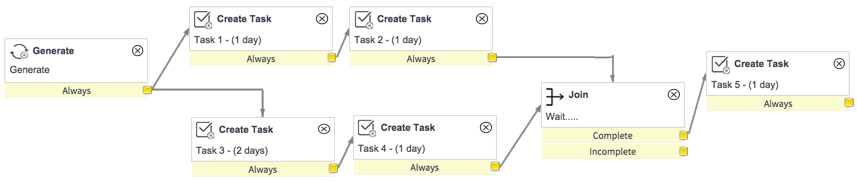 Generate
Generate
Always
Create Task
Task 1 - (1 day)
Always
Create Task
Task 2 - (1 day)
Always
Create Task
Task 3 - (2 days)
Always
Create Task
Task 4 - (1 day)
Always
Join
Wait.....
Complete
Incomplete
Create Task
Task 5 - (1 day)
Always